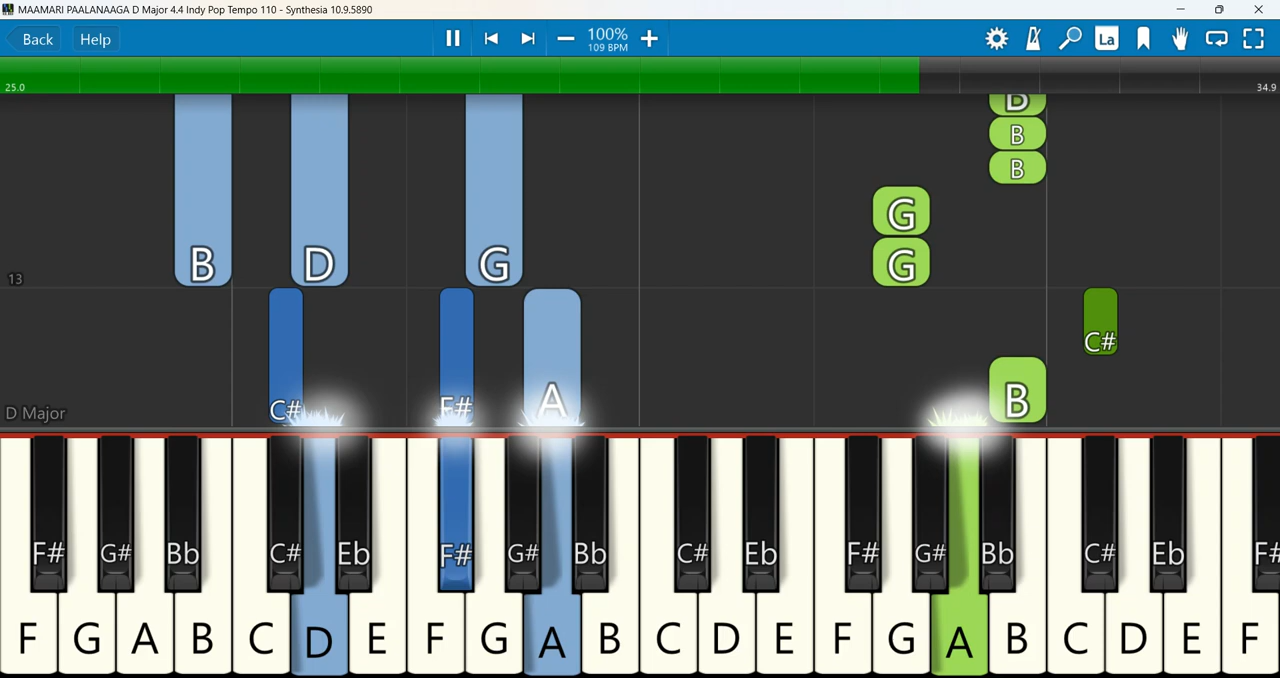 MAAMARI PAALANAAGA D Major 4.4 Indy Pop Tempo 110 - Synthesia 10.9.5890
Back Help 100% La
109 BPM
25.0 34.9
B
B
B
G
B D G G
13
C#
C# F# A B
D Major
F# G# Bb C# Eb F# G# Bb C# Eb F# G# Bb C# Eb F#
F G A B C D E F G A B C D E F G A B C D E F